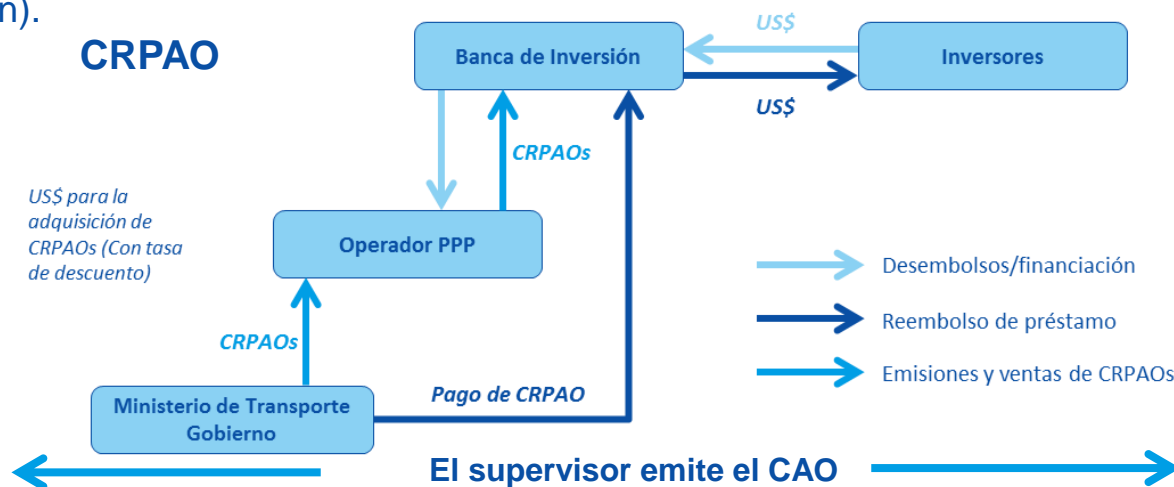 n).
CRPAO
US$
Banca de Inversión
Inversores
US$
CRPAOs
US$ para la
adquisición de
CRPAOs (Con tasa
de descuento)
Operador PPP
Desembolsos/financiación
Reembolso de préstamo
CRPAOs
Emisiones y ventas de CRPAOs
Pago de CRPAO
Ministerio de Transporte
Gobierno
El supervisor emite el CAO